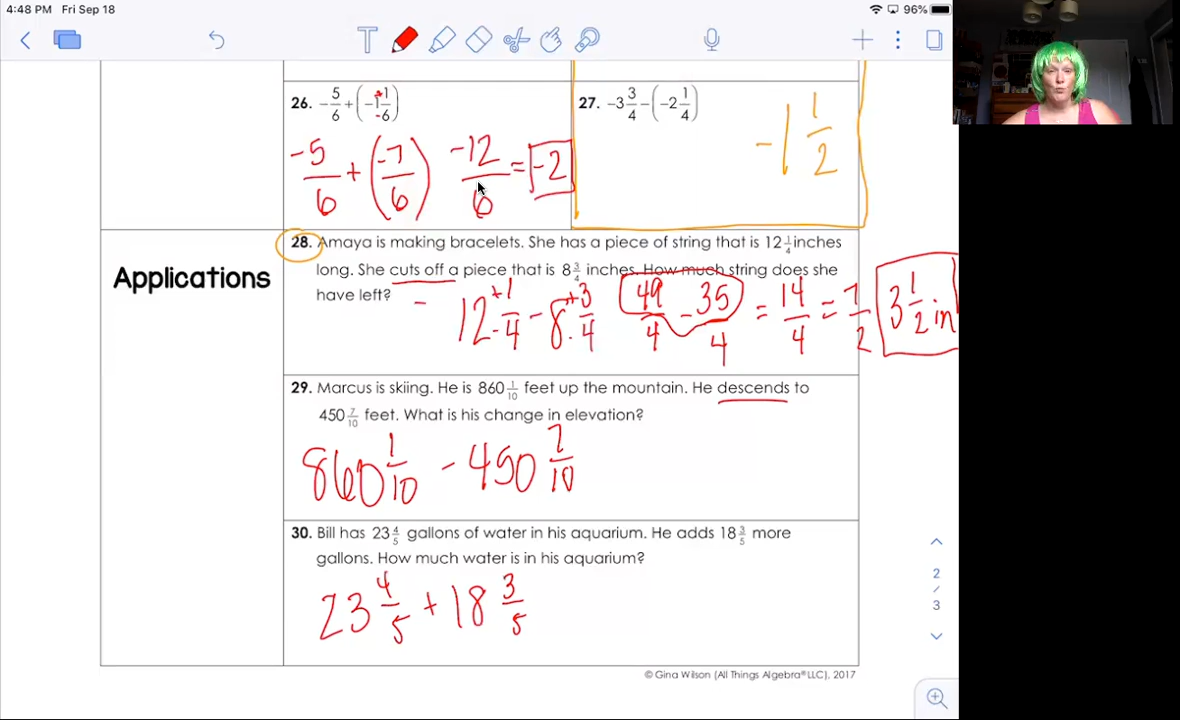 4:48 PM Fri Sep 18
96%
26. -5/6 + (-1 1/6)
-5/6 + (-7/6) -12/6 = -2
27. -3 3/4 - (-2 1/4)
-1 1/2
Applications
28. Amaya is making bracelets. She has a piece of string that is 12 1/4 inches
long. She cuts off a piece that is 8 3/4 inches. How much string does she
have left?
12 1/4 - 8 3/4 49/4 - 35/4 = 14/4 = 7/2 3 1/2 in
29. Marcus is skiing. He is 860 1/10 feet up the mountain. He descends to
450 7/10 feet. What is his change in elevation?
860 1/10 - 450 7/10
30. Bill has 23 4/5 gallons of water in his aquarium. He adds 18 3/5 more
gallons. How much water is in his aquarium?
23 4/5 + 18 3/5
2
/
3
© Gina Wilson (All Things Algebra® LLC), 2017